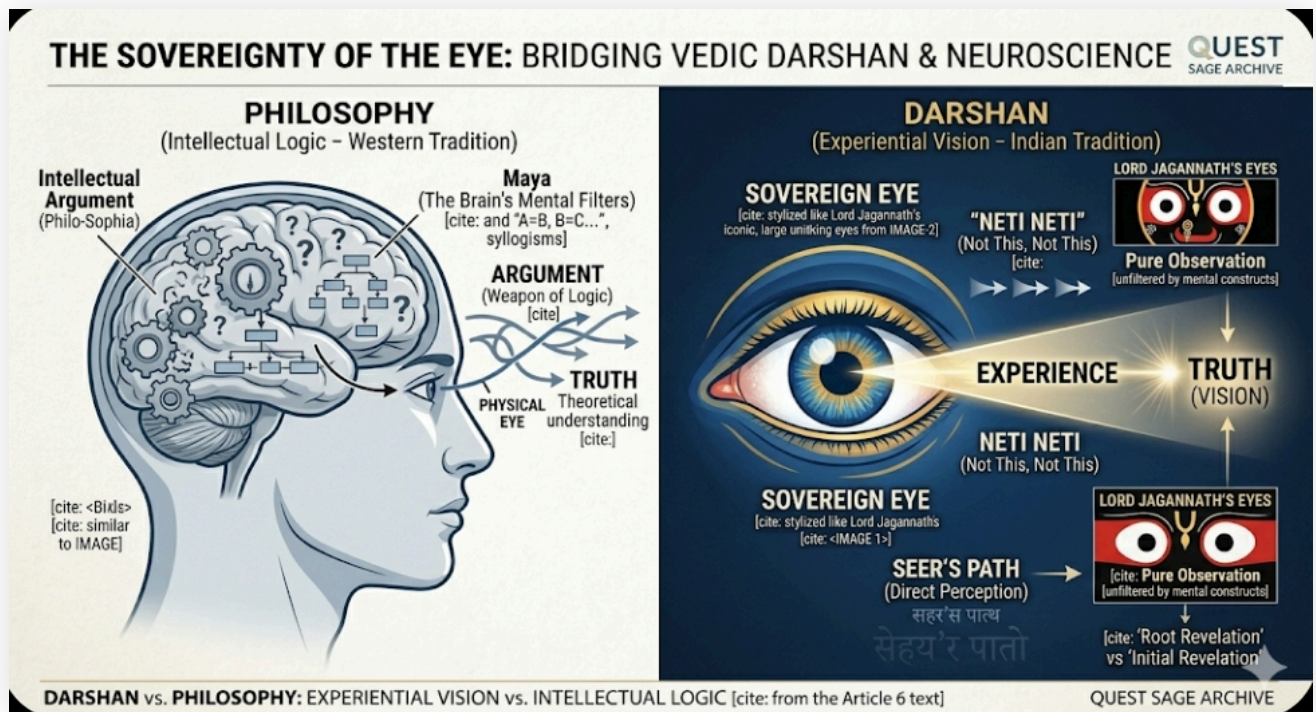 THE SOVEREIGNTY OF THE EYE: BRIDGING VEDIC DARSHAN & NEUROSCIENCE
QUEST
SAGE ARCHIVE
PHILOSOPHY
(Intellectual Logic – Western Tradition)
Intellectual
Argument
(Philo-Sophia)
Maya
(The Brain's Mental Filters)
[cite: and "A=B, B=C...",
syllogisms]
ARGUMENT
(Weapon of Logic)
[cite]
?
?
?
?
?
?
PHYSICAL
EYE
TRUTH
Theoretical
understanding
[cite:]
[cite:
[cite: similar
to IMAGE]
DARSHAN
(Experiential Vision – Indian Tradition)
SOVEREIGN EYE
[cite: stylized like Lord Jagannath's
iconic, large eyes from IMAGE-2]
"NETI NETI"
(Not This, Not This)
[cite:
LORD JAGANNATH'S EYES
Pure Observation
[unfiltered by mental constructs]
EXPERIENCE
TRUTH
(VISION)
NETI NETI
(Not This, Not This)
SOVEREIGN EYE
[cite: stylized like Lord Jagannath's
[cite: <IMAGE 1>]
SEER'S PATH
(Direct Perception)
सहर'स पात्थ
सेहय'र पातो
LORD JAGANNATH'S EYES
[cite: Pure Observation
[unfiltered by mental constructs]
[cite: 'Root Revelation'
vs 'Initial Revelation'
DARSHAN vs. PHILOSOPHY: EXPERIENTIAL VISION vs. INTELLECTUAL LOGIC [cite: from the Article 6 text]
QUEST SAGE ARCHIVE